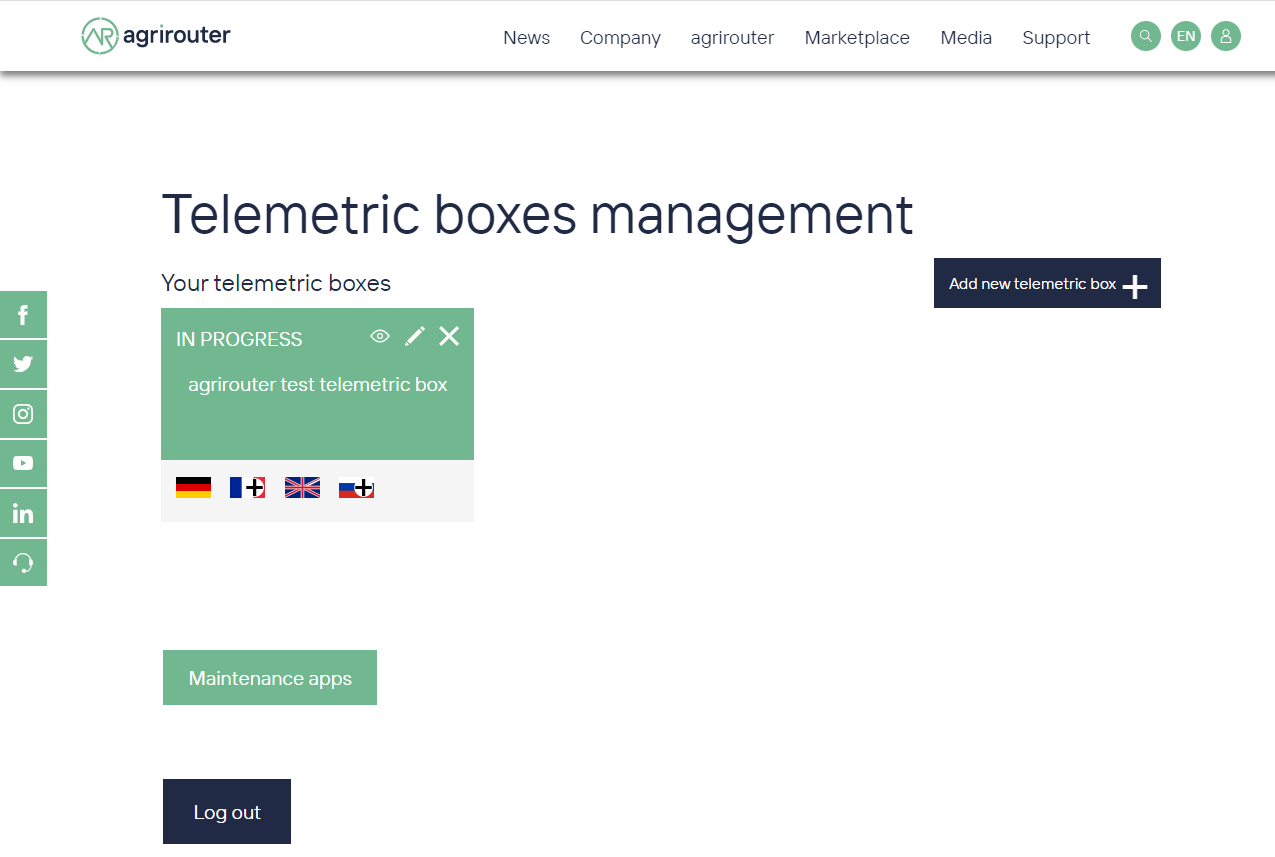 AR agrirouter
News Company agrirouter Marketplace Media Support EN
Telemetric boxes management
Your telemetric boxes
Add new telemetric box
IN PROGRESS
agrirouter test telemetric box
Maintenance apps
Log out